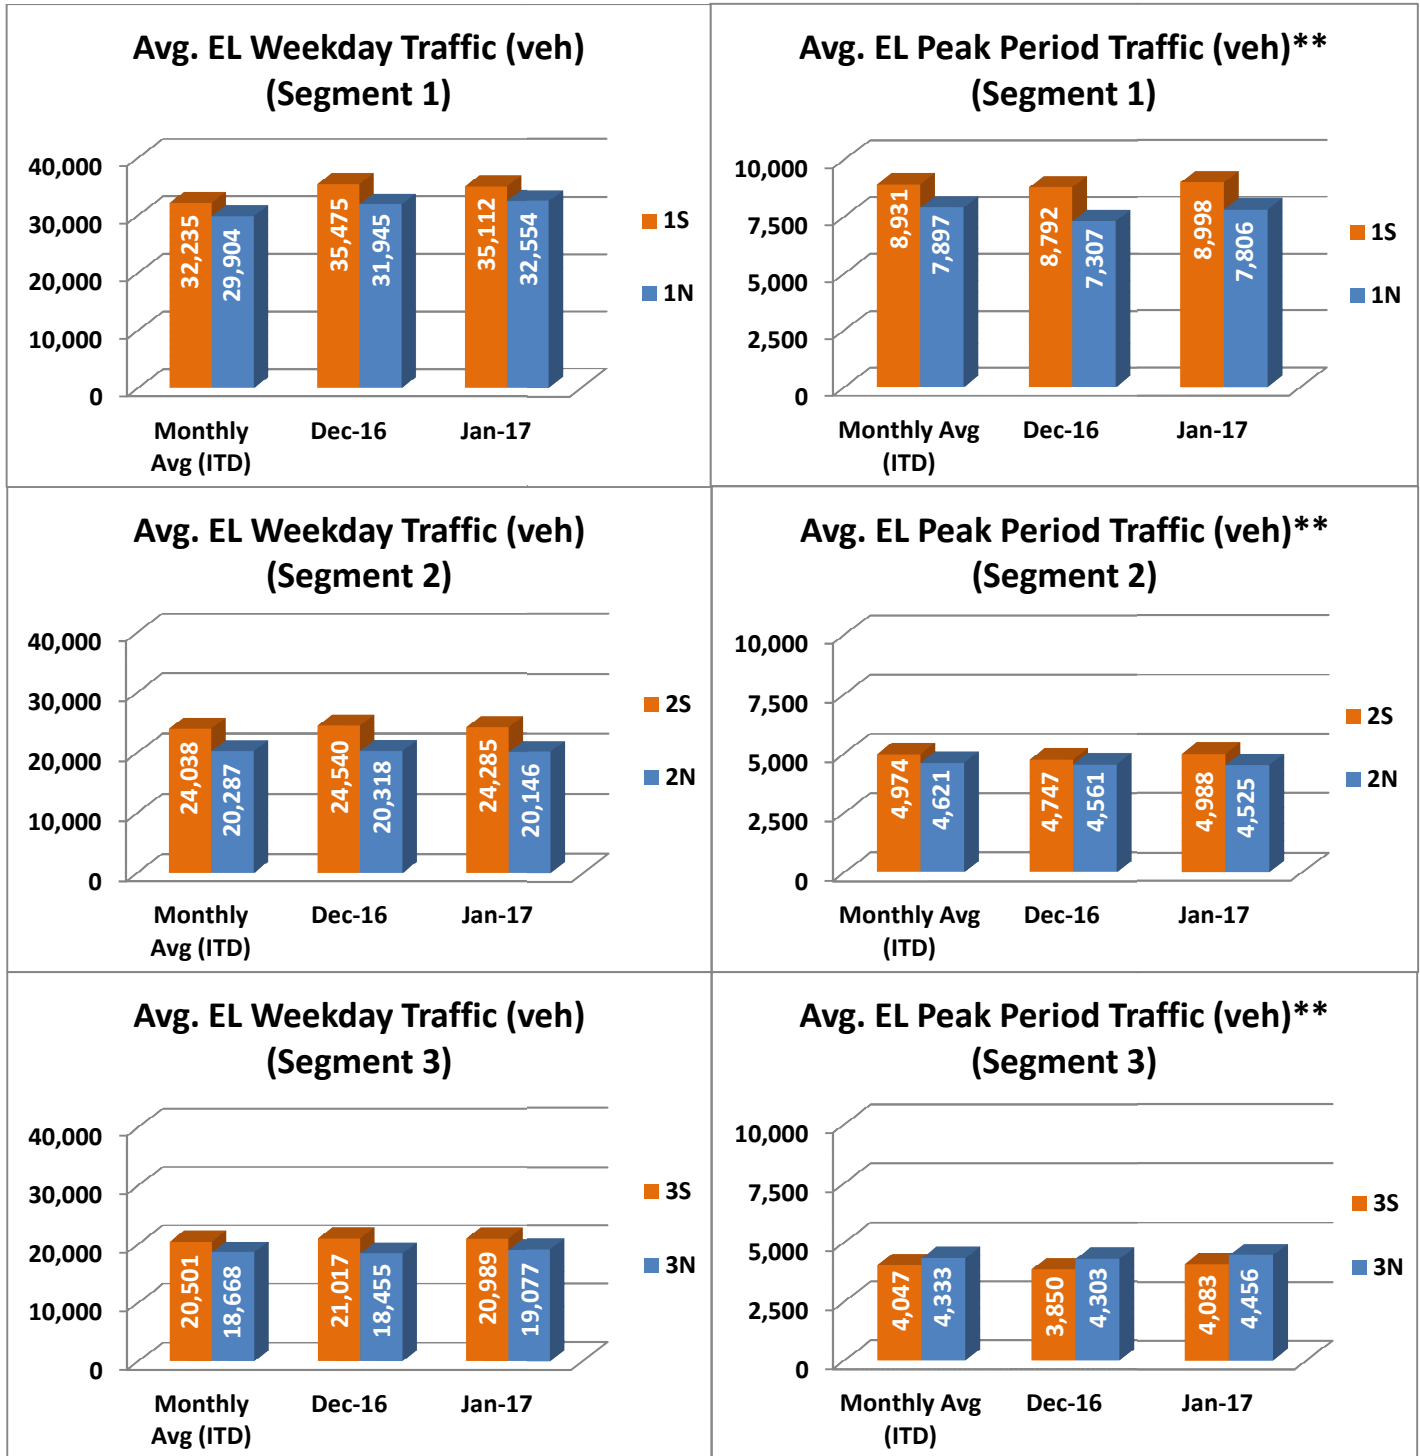 Avg. EL Weekday Traffic (veh)
(Segment 1)
40,000
30,000
20,000
10,000
0
32,235
29,904
35,475
31,945
35,112
32,554
Monthly
Avg (ITD)
Dec-16
Jan-17
1S
1N
Avg. EL Peak Period Traffic (veh)**
(Segment 1)
10,000
7,500
5,000
2,500
0
8,931
7,897
8,792
7,307
8,998
7,806
Monthly Avg
(ITD)
Dec-16
Jan-17
1S
1N
Avg. EL Weekday Traffic (veh)
(Segment 2)
40,000
30,000
20,000
10,000
0
24,038
20,287
24,540
20,318
24,285
20,146
Monthly
Avg (ITD)
Dec-16
Jan-17
2S
2N
Avg. EL Peak Period Traffic (veh)**
(Segment 2)
10,000
7,500
5,000
2,500
0
4,974
4,621
4,747
4,561
4,988
4,525
Monthly Avg
(ITD)
Dec-16
Jan-17
2S
2N
Avg. EL Weekday Traffic (veh)
(Segment 3)
40,000
30,000
20,000
10,000
0
20,501
18,668
21,017
18,455
20,989
19,077
Monthly
Avg (ITD)
Dec-16
Jan-17
3S
3N
Avg. EL Peak Period Traffic (veh)**
(Segment 3)
10,000
7,500
5,000
2,500
0
4,047
4,333
3,850
4,303
4,083
4,456
Monthly Avg
(ITD)
Dec-16
Jan-17
3S
3N